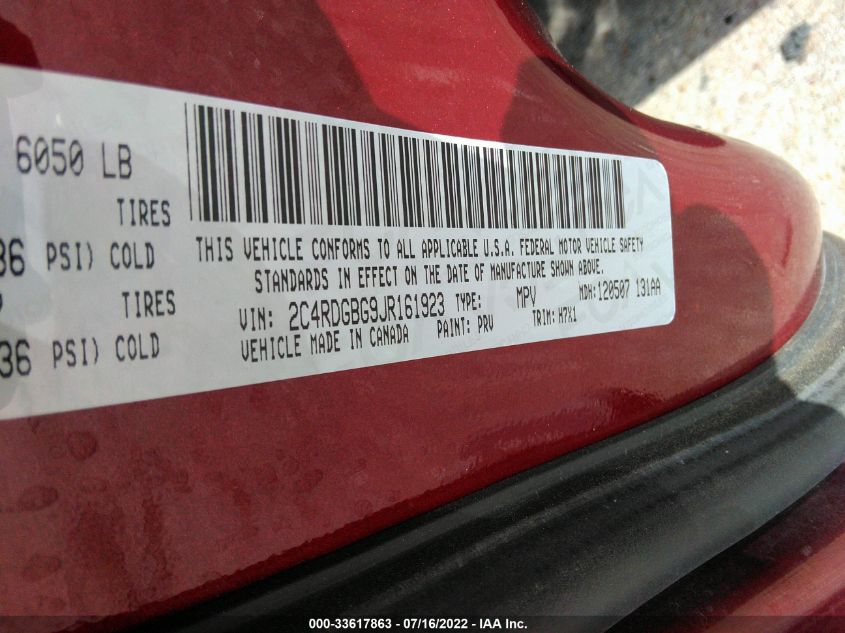 6050 LB
TIRES
36 PSI) COLD
TIRES
36 PSI) COLD
THIS VEHICLE CONFORMS TO ALL APPLICABLE U.S.A. FEDERAL MOTOR VEHICLE SAFETY
STANDARDS IN EFFECT ON THE DATE OF MANUFACTURE SHOWN ABOVE.
VIN: 2C4RDGBG9JR161923 TYPE: MPV MDH:120507 131AA
VEHICLE MADE IN CANADA PAINT: PRV TRIM: H7X1
000-33617863 - 07/16/2022 - IAA Inc.